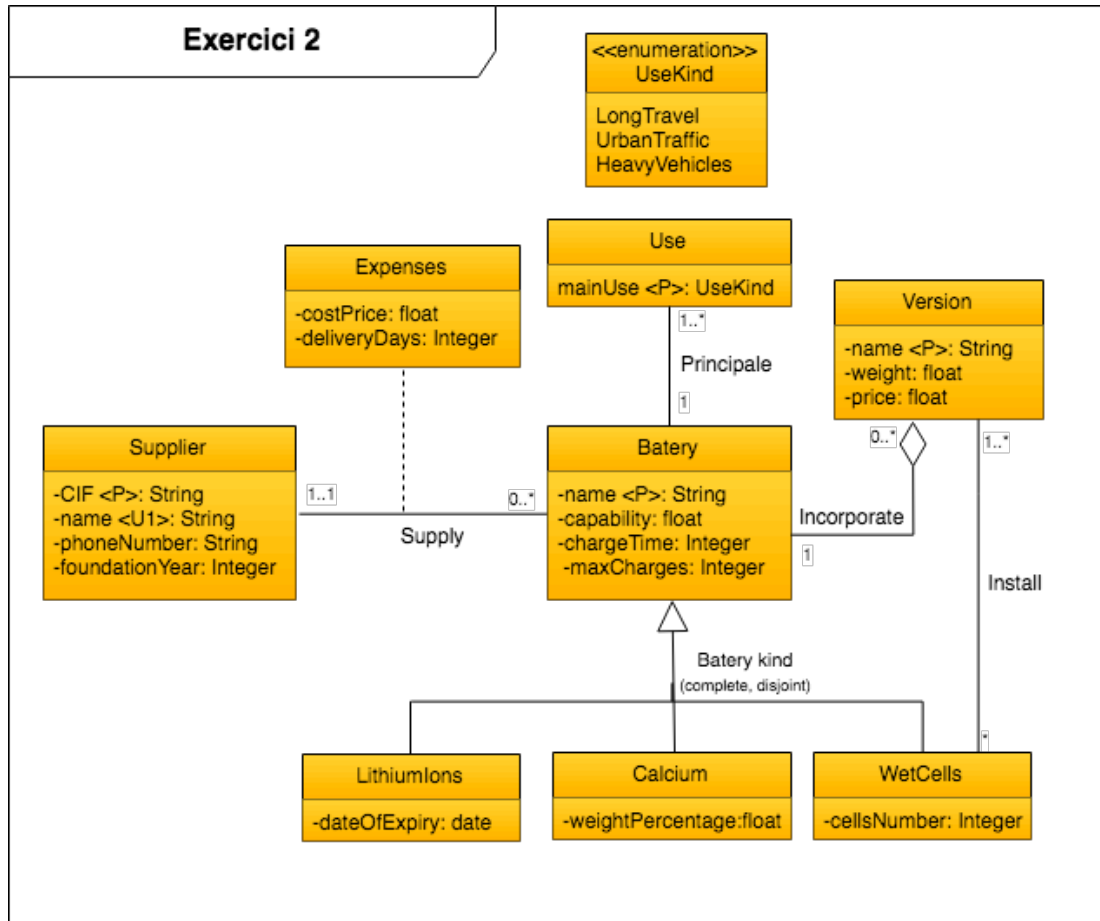 Exercici 2
<<enumeration>>
UseKind
LongTravel
UrbanTraffic
HeavyVehicles
Use
mainUse <P>: UseKind
Expenses
-costPrice: float
-deliveryDays: Integer
Version
-name <P>: String
-weight: float
-price: float
1..*
Principale
1
0..*
1..*
Supplier
-CIF <P>: String
-name <U1>: String
-phoneNumber: String
-foundationYear: Integer
1..1
0..*
Supply
Batery
-name <P>: String
-capability: float
-chargeTime: Integer
-maxCharges: Integer
Incorporate
1
Install
Batery kind
(complete, disjoint)
*
LithiumIons
-dateOfExpiry: date
Calcium
-weightPercentage:float
WetCells
-cellsNumber: Integer